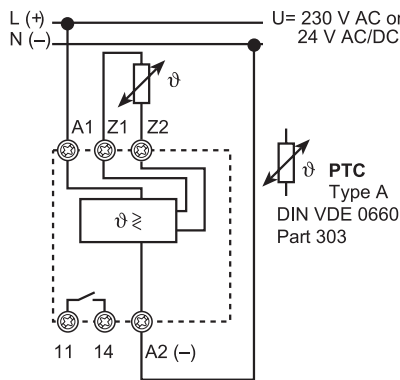 L (+)
U= 230 V AC or
N (–)
24 V AC/DC
ϑ
A1 Z1 Z2
ϑ PTC
Type A
DIN VDE 0660
Part 303
ϑ ≷
11 14 A2 (–)